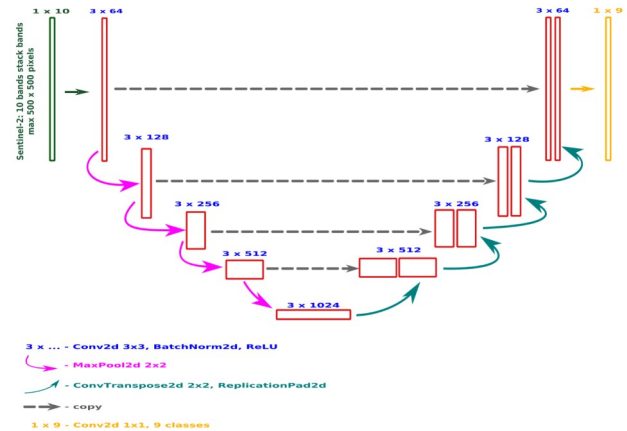 1 x 10
3 x 64
3 x 64
1 x 9
Sentinel-2: 10 bands stack bands
max 500 x 500 pixels
3 x 128
3 x 128
3 x 256
3 x 256
3 x 512
3 x 512
3 x 1024
3 x ... - Conv2d 3x3, BatchNorm2d, ReLU
- MaxPool2d 2x2
- ConvTranspose2d 2x2, ReplicationPad2d
- copy
1 x 9 - Conv2d 1x1, 9 classes